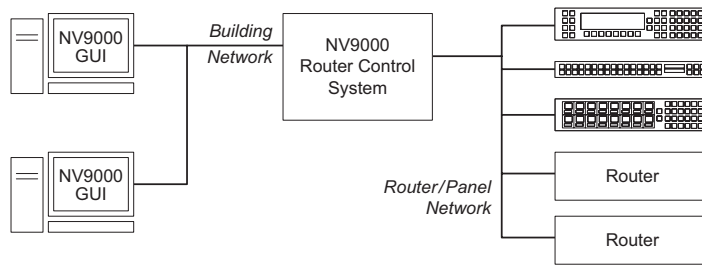 NV9000
GUI
Building
Network
NV9000
Router Control
System
NV9000
GUI
Router/Panel
Network
Router
Router